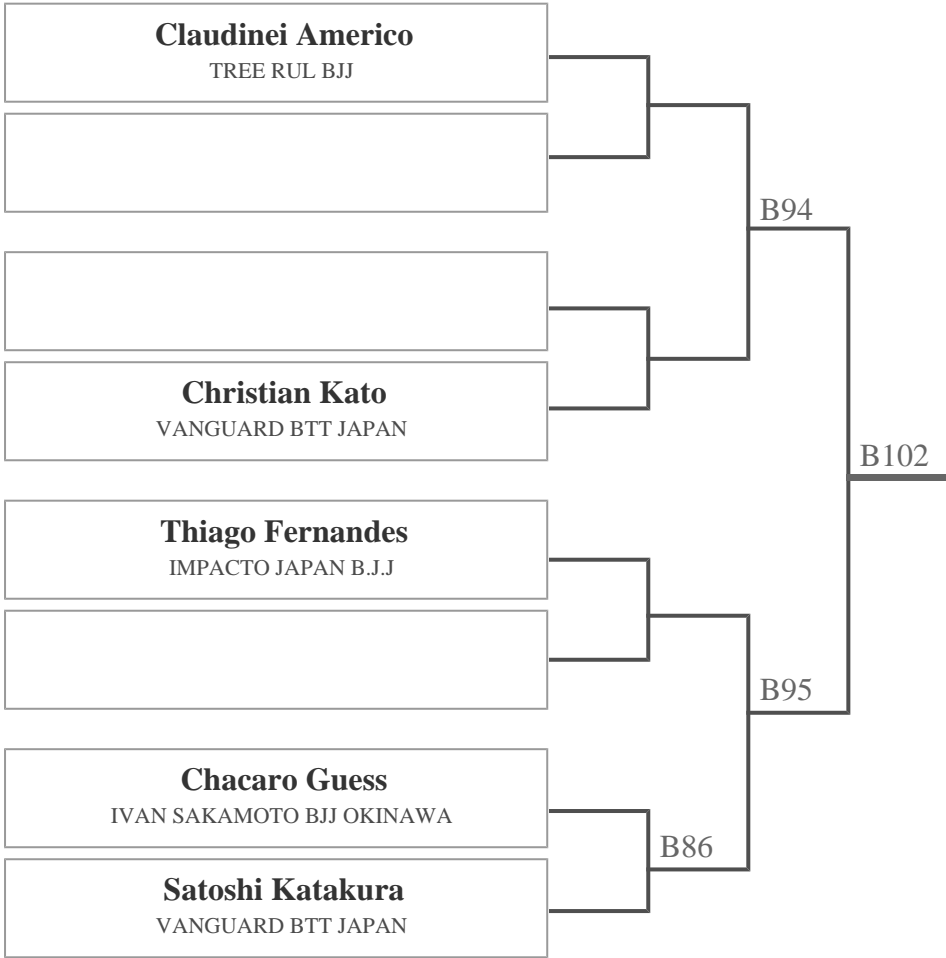 Claudinei Americo
TREE RUL BJJ
B94
Christian Kato
VANGUARD BTT JAPAN
B102
Thiago Fernandes
IMPACTO JAPAN B.J.J
B95
Chacaro Guess
IVAN SAKAMOTO BJJ OKINAWA
B86
Satoshi Katakura
VANGUARD BTT JAPAN